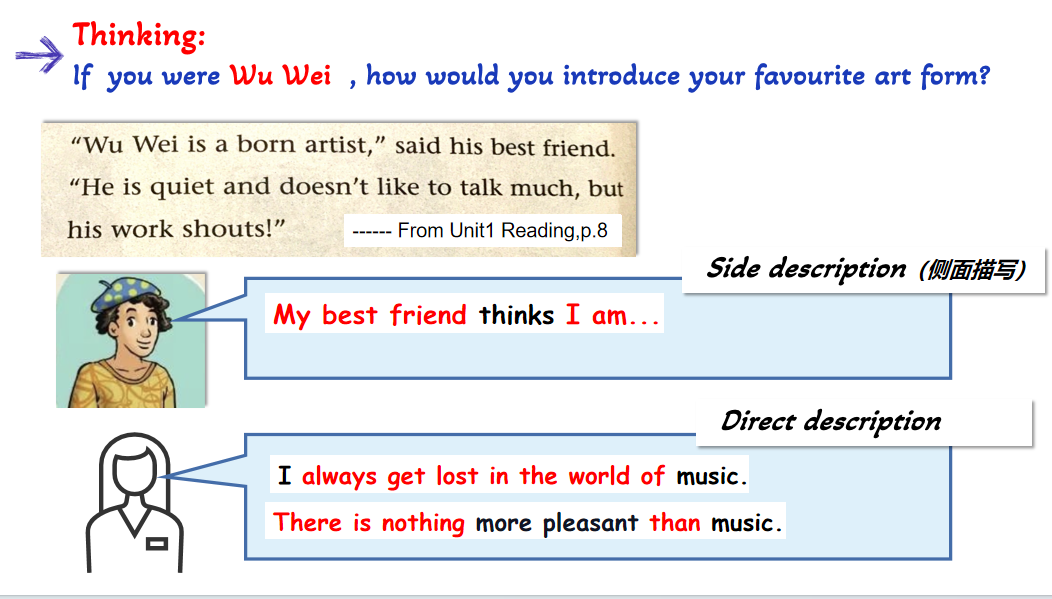 Thinking:
If you were Wu Wei , how would you introduce your favourite art form?
“Wu Wei is a born artist,” said his best friend.
“He is quiet and doesn’t like to talk much, but
his work shouts!”
------ From Unit1 Reading,p.8
Side description (侧面描写)
My best friend thinks I am...
Direct description
I always get lost in the world of music.
There is nothing more pleasant than music.